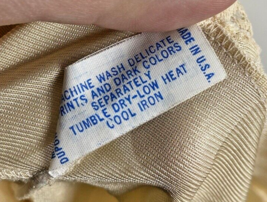 MACHINE WASH DELICATE
PRINTS AND DARK COLORS
SEPARATELY
TUMBLE DRY-LOW HEAT
COOL IRON
MADE IN U.S.A.